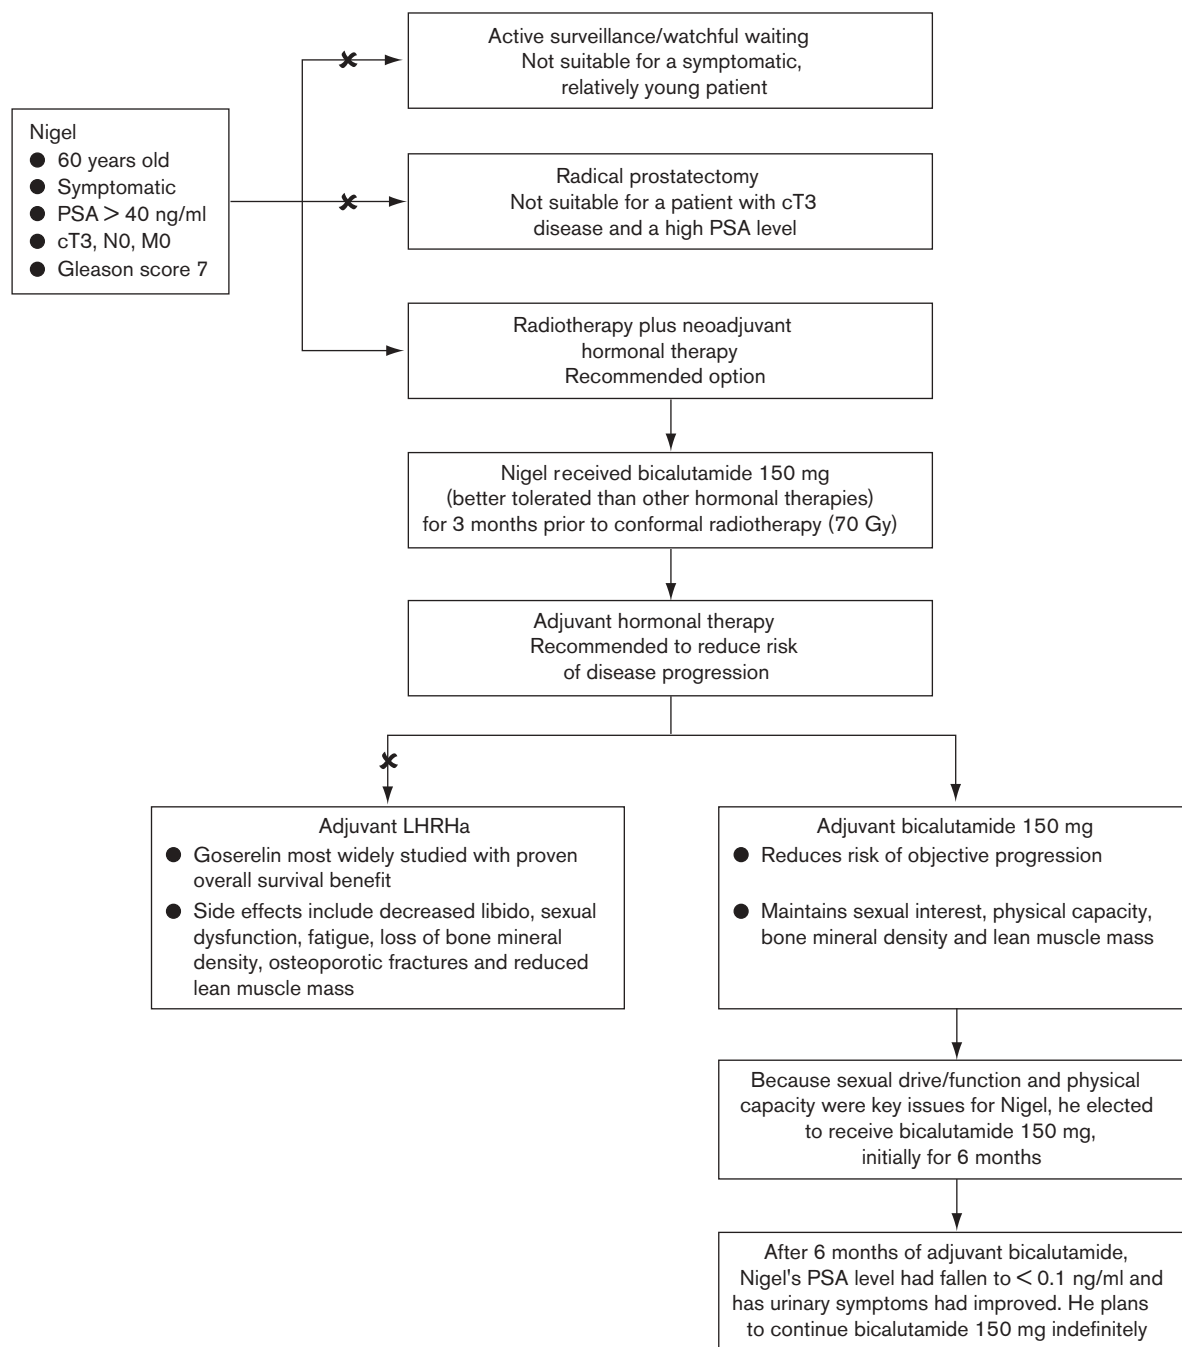 Active surveillance/watchful waiting
Not suitable for a symptomatic,
relatively young patient
Nigel
● 60 years old
● Symptomatic
● PSA > 40 ng/ml
● cT3, N0, M0
● Gleason score 7
Radical prostatectomy
Not suitable for a patient with cT3
disease and a high PSA level
Radiotherapy plus neoadjuvant
hormonal therapy
Recommended option
Nigel received bicalutamide 150 mg
(better tolerated than other hormonal therapies)
for 3 months prior to conformal radiotherapy (70 Gy)
Adjuvant hormonal therapy
Recommended to reduce risk
of disease progression
Adjuvant LHRHa
● Goserelin most widely studied with proven
overall survival benefit
● Side effects include decreased libido, sexual
dysfunction, fatigue, loss of bone mineral
density, osteoporotic fractures and reduced
lean muscle mass
Adjuvant bicalutamide 150 mg
● Reduces risk of objective progression
● Maintains sexual interest, physical capacity,
bone mineral density and lean muscle mass
Because sexual drive/function and physical
capacity were key issues for Nigel, he elected
to receive bicalutamide 150 mg,
initially for 6 months
After 6 months of adjuvant bicalutamide,
Nigel's PSA level had fallen to < 0.1 ng/ml and
has urinary symptoms had improved. He plans
to continue bicalutamide 150 mg indefinitely